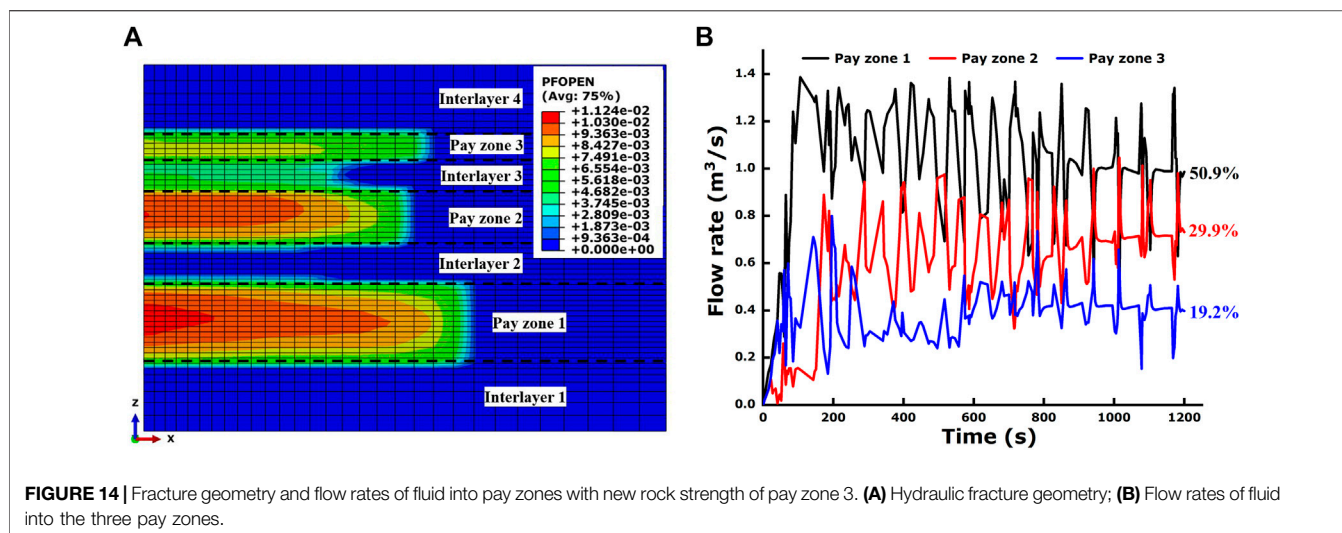 A
PFOPEN
(Avg: 75%)
+1.124e-02
+1.030e-02
+9.363e-03
+8.427e-03
+7.491e-03
+6.554e-03
+5.618e-03
+4.682e-03
+3.745e-03
+2.809e-03
+1.873e-03
+9.363e-04
+0.000e+00
Interlayer 4
Pay zone 3
Interlayer 3
Pay zone 2
Interlayer 2
Pay zone 1
Interlayer 1
z
x
B
Pay zone 1 Pay zone 2 Pay zone 3
Flow rate (m³/s)
1.4
1.2
1.0
0.8
0.6
0.4
0.2
0.0
50.9%
29.9%
19.2%
0 200 400 600 800 1000 1200
Time (s)
FIGURE 14 | Fracture geometry and flow rates of fluid into pay zones with new rock strength of pay zone 3. (A) Hydraulic fracture geometry; (B) Flow rates of fluid
into the three pay zones.